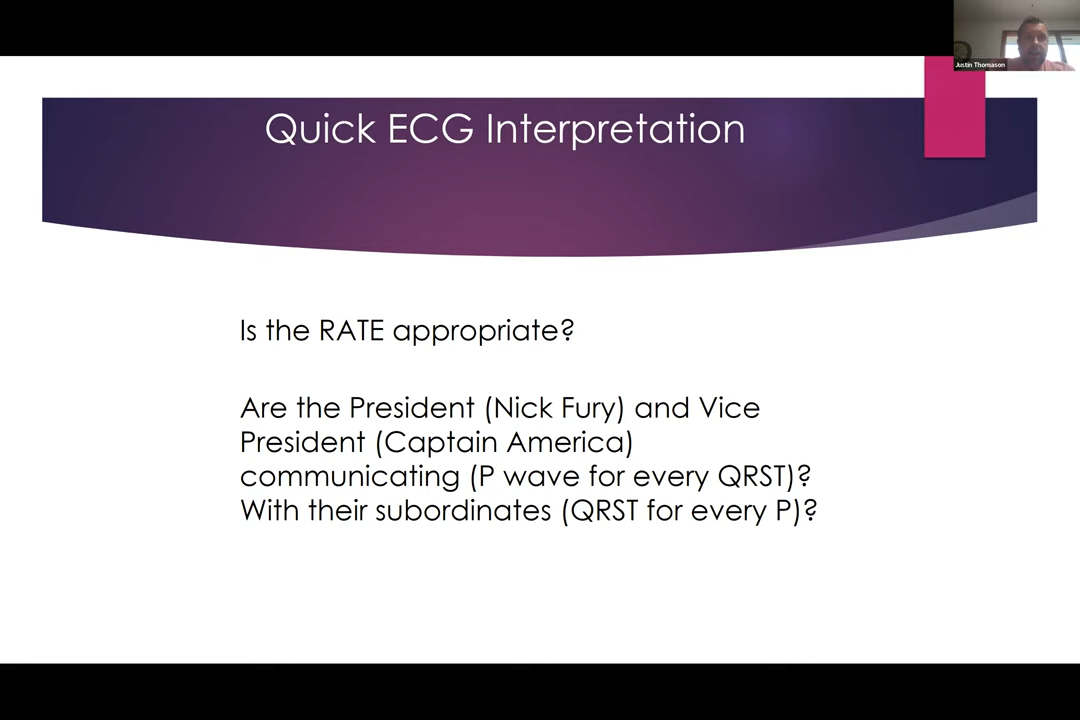 Justin Thomason
Quick ECG Interpretation
Is the RATE appropriate?
Are the President (Nick Fury) and Vice
President (Captain America)
communicating (P wave for every QRST)?
With their subordinates (QRST for every P)?